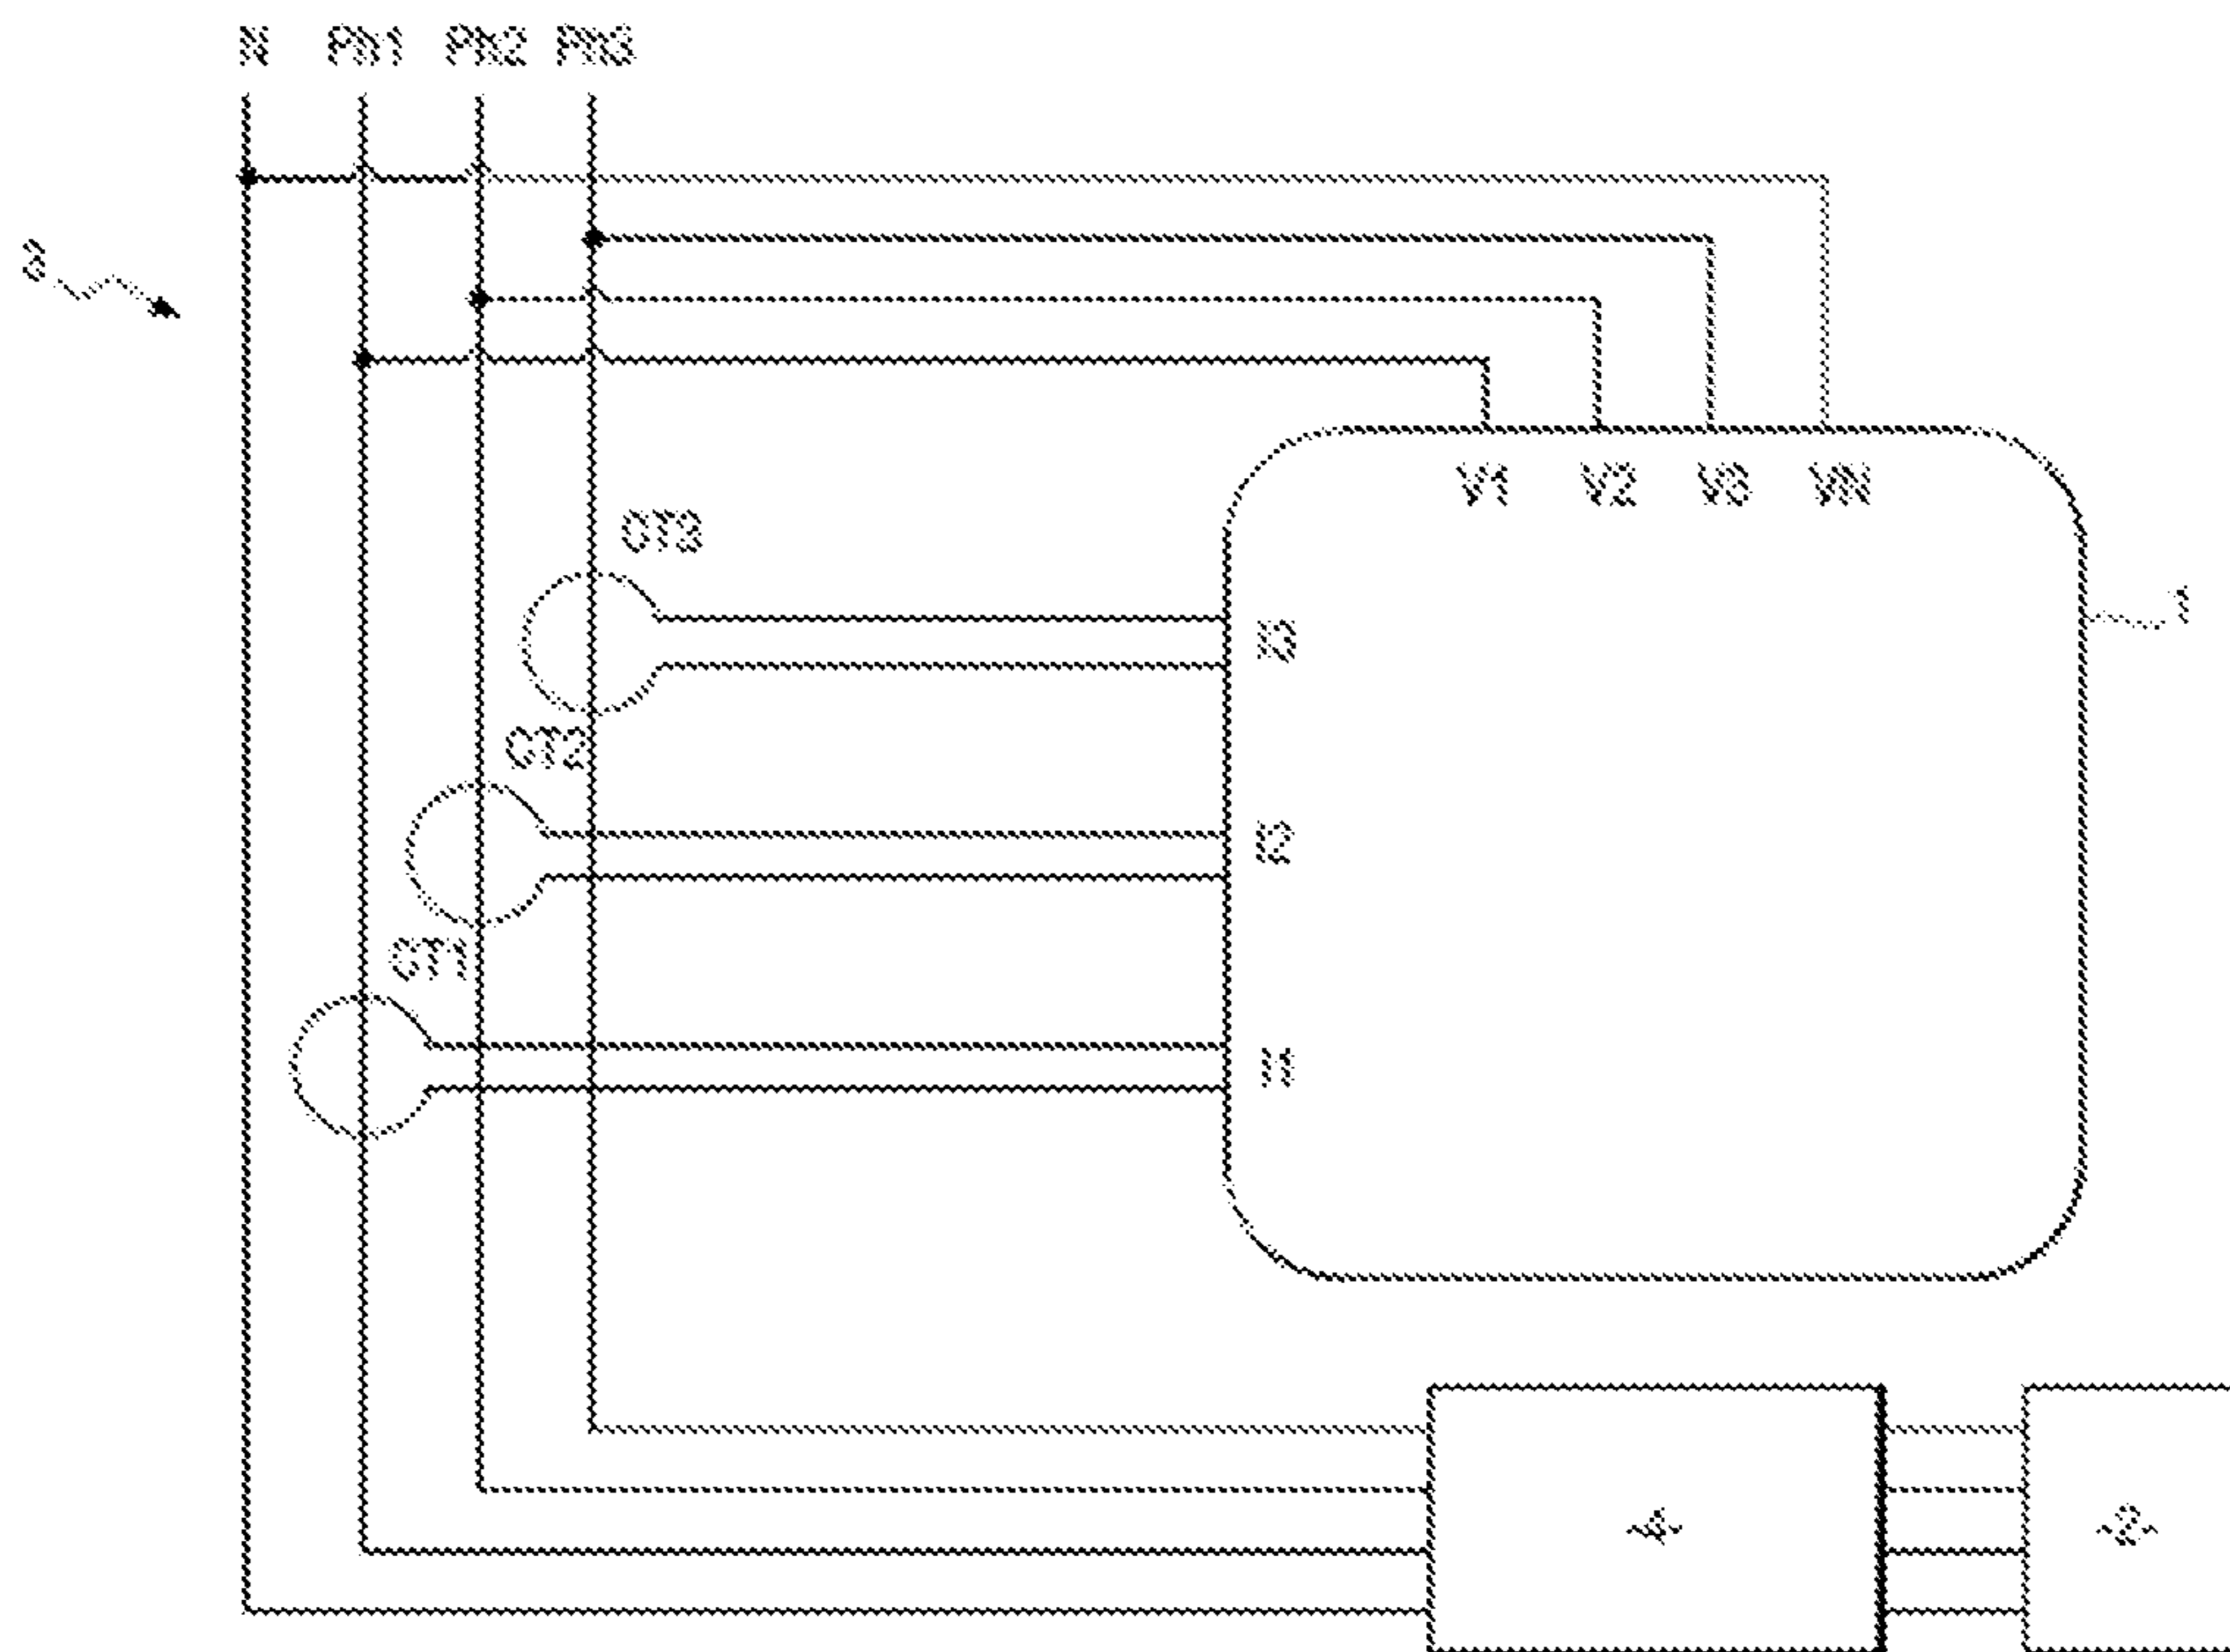 N Ph1 Ph2 Ph3
3
V1 V2 V3 VN
CT3
1
I3
CT2
I2
CT1
I1
4
2